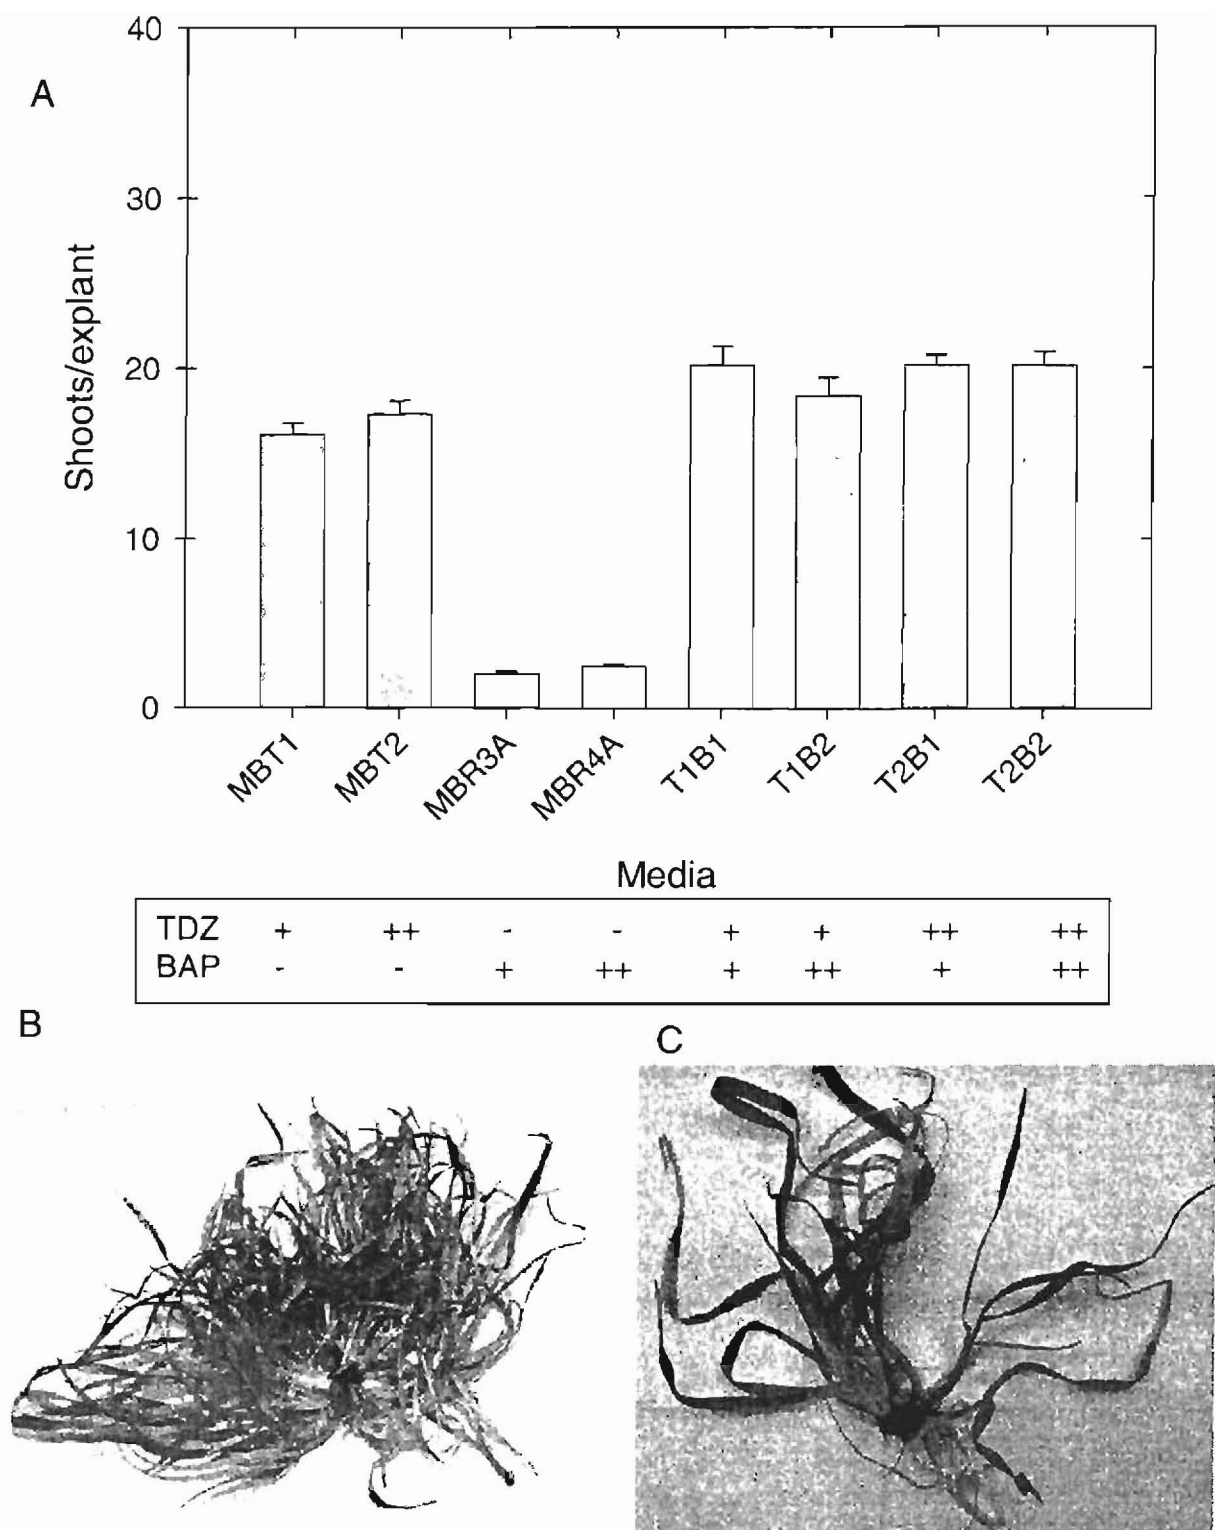 A
40
30
20
10
0
Shoots/explant
MBT1 MBT2 MBR3A MBR4A T1B1 T1B2 T2B1 T2B2
Media
TDZ + ++ - - + + ++ ++
BAP - - + ++ + ++ + ++
B
C